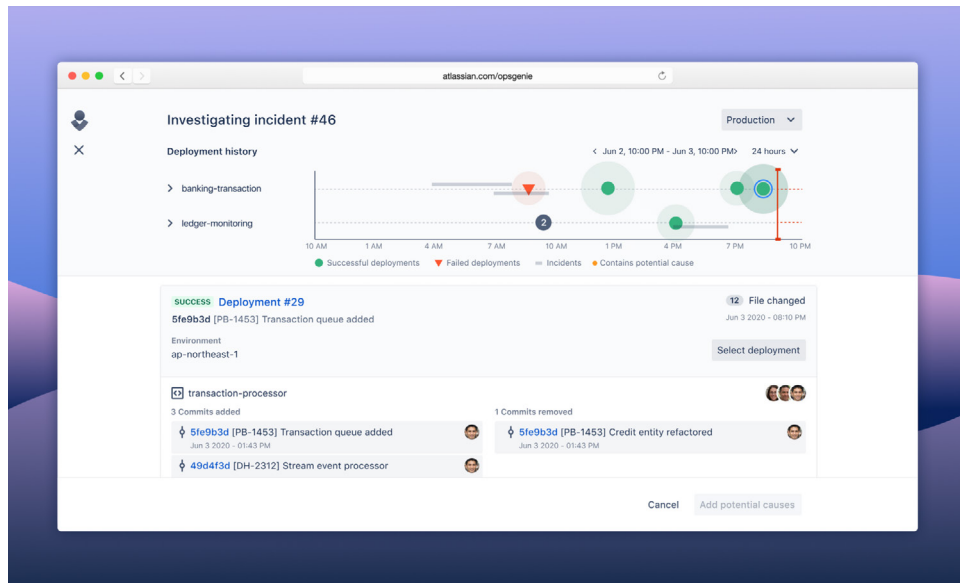 atlassian.com/opsgenie
Investigating incident #46
Production
Deployment history
Jun 2, 10:00 PM - Jun 3, 10:00 PM
24 hours
banking-transaction
ledger-monitoring
2
10 AM 1 AM 4 AM 7 AM 10 AM 1 PM 4 PM 7 PM 10 PM
Successful deployments Failed deployments Incidents Contains potential cause
SUCCESS Deployment #29
12 File changed
5fe9b3d [PB-1453] Transaction queue added
Jun 3 2020 - 08:10 PM
Environment
ap-northeast-1
Select deployment
transaction-processor
3 Commits added
1 Commits removed
5fe9b3d [PB-1453] Transaction queue added
Jun 3 2020 - 01:43 PM
5fe9b3d [PB-1453] Credit entity refactored
Jun 3 2020 - 01:43 PM
49d4f3d [DH-2312] Stream event processor
Cancel
Add potential causes